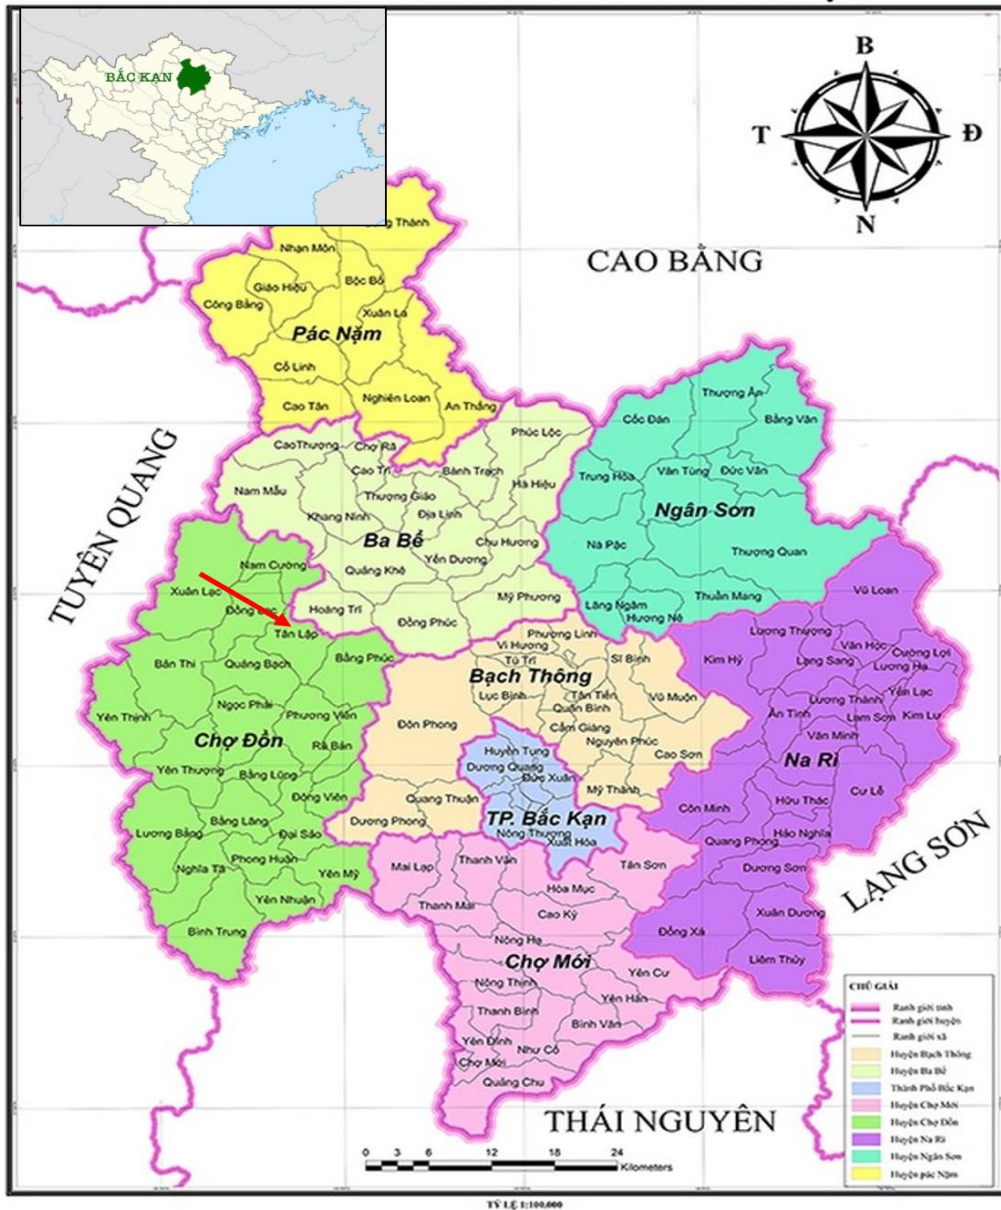 BẮC KẠN
B
T
Đ
N
CAO BẰNG
TUYÊN QUANG
LẠNG SƠN
THÁI NGUYÊN
Thành
Nhạn Môn
Bộc Bố
Giáo Hiệu
Công Bằng
Xuân La
Pác Nặm
Cổ Linh
Nghiên Loan
Cao Tân
An Thắng
Phúc Lộc
CaoThượng
Chợ Rã
Cao Trĩ
Bành Trạch
Hà Hiệu
Nam Mẫu
Thượng Giáo
Khang Ninh
Địa Linh
Ba Bể
Chu Hương
Yến Dương
Quảng Khê
Mỹ Phương
Hoàng Trĩ
Đồng Phúc
Thượng Ân
Cốc Đán
Bằng Vân
Trung Hòa
Vân Tùng
Đức Vân
Ngân Sơn
Nà Pặc
Thượng Quan
Thuần Mang
Lãng Ngâm
Hương Nê
Nam Cường
Xuân Lạc
Tân Lập
Bản Thi
Quảng Bạch
Bằng Phúc
Ngọc Phái
Phương Viên
Yên Thịnh
Chợ Đồn
Rã Bản
Yên Thượng
Bằng Lũng
Đông Viên
Bằng Lãng
Lương Bằng
Đại Sảo
Phong Huân
Nghĩa Tá
Yên Mỹ
Yên Nhuận
Bình Trung
Phương Linh
Vi Hương
Tú Trĩ
Sĩ Bình
Bạch Thông
Lục Bình
Tân Tiến
Vũ Muộn
Quân Bình
Đôn Phong
Cẩm Giàng
Nguyên Phúc
Cao Sơn
Mỹ Thanh
Quang Thuận
Dương Phong
Huyền Tụng
Dương Quang
Đức Xuân
TP. Bắc Kạn
Nông Thượng
Xuất Hóa
Vũ Loan
Lương Thượng
Kim Hỷ
Văn Học
Cường Lợi
Lạng San
Lương Hạ
Lương Thành
Yến Lạc
Ân Tình
Lam Sơn
Kim Lư
Văn Minh
Na Rì
Cư Lễ
Côn Minh
Hữu Thác
Hảo Nghĩa
Quang Phong
Dương Sơn
Xuân Dương
Đổng Xá
Liêm Thủy
Mai Lạp
Thanh Vận
Tân Sơn
Hòa Mục
Thanh Mai
Cao Kỳ
Nông Hạ
Chợ Mới
Yên Cư
Nông Thịnh
Yên Hân
Thanh Bình
Bình Văn
Yên Đĩnh
Như Cố
Chợ Mới
Quảng Chu
CHÚ GIẢI
Ranh giới tỉnh
Ranh giới huyện
Ranh giới xã
Huyện Bạch Thông
Huyện Ba Bể
Thành Phố Bắc Kạn
Huyện Chợ Mới
Huyện Chợ Đồn
Huyện Na Rì
Huyện Ngân Sơn
Huyện pác Nặm
0 3 6 12 18 24
Kilometers
TỶ LỆ 1:100.000